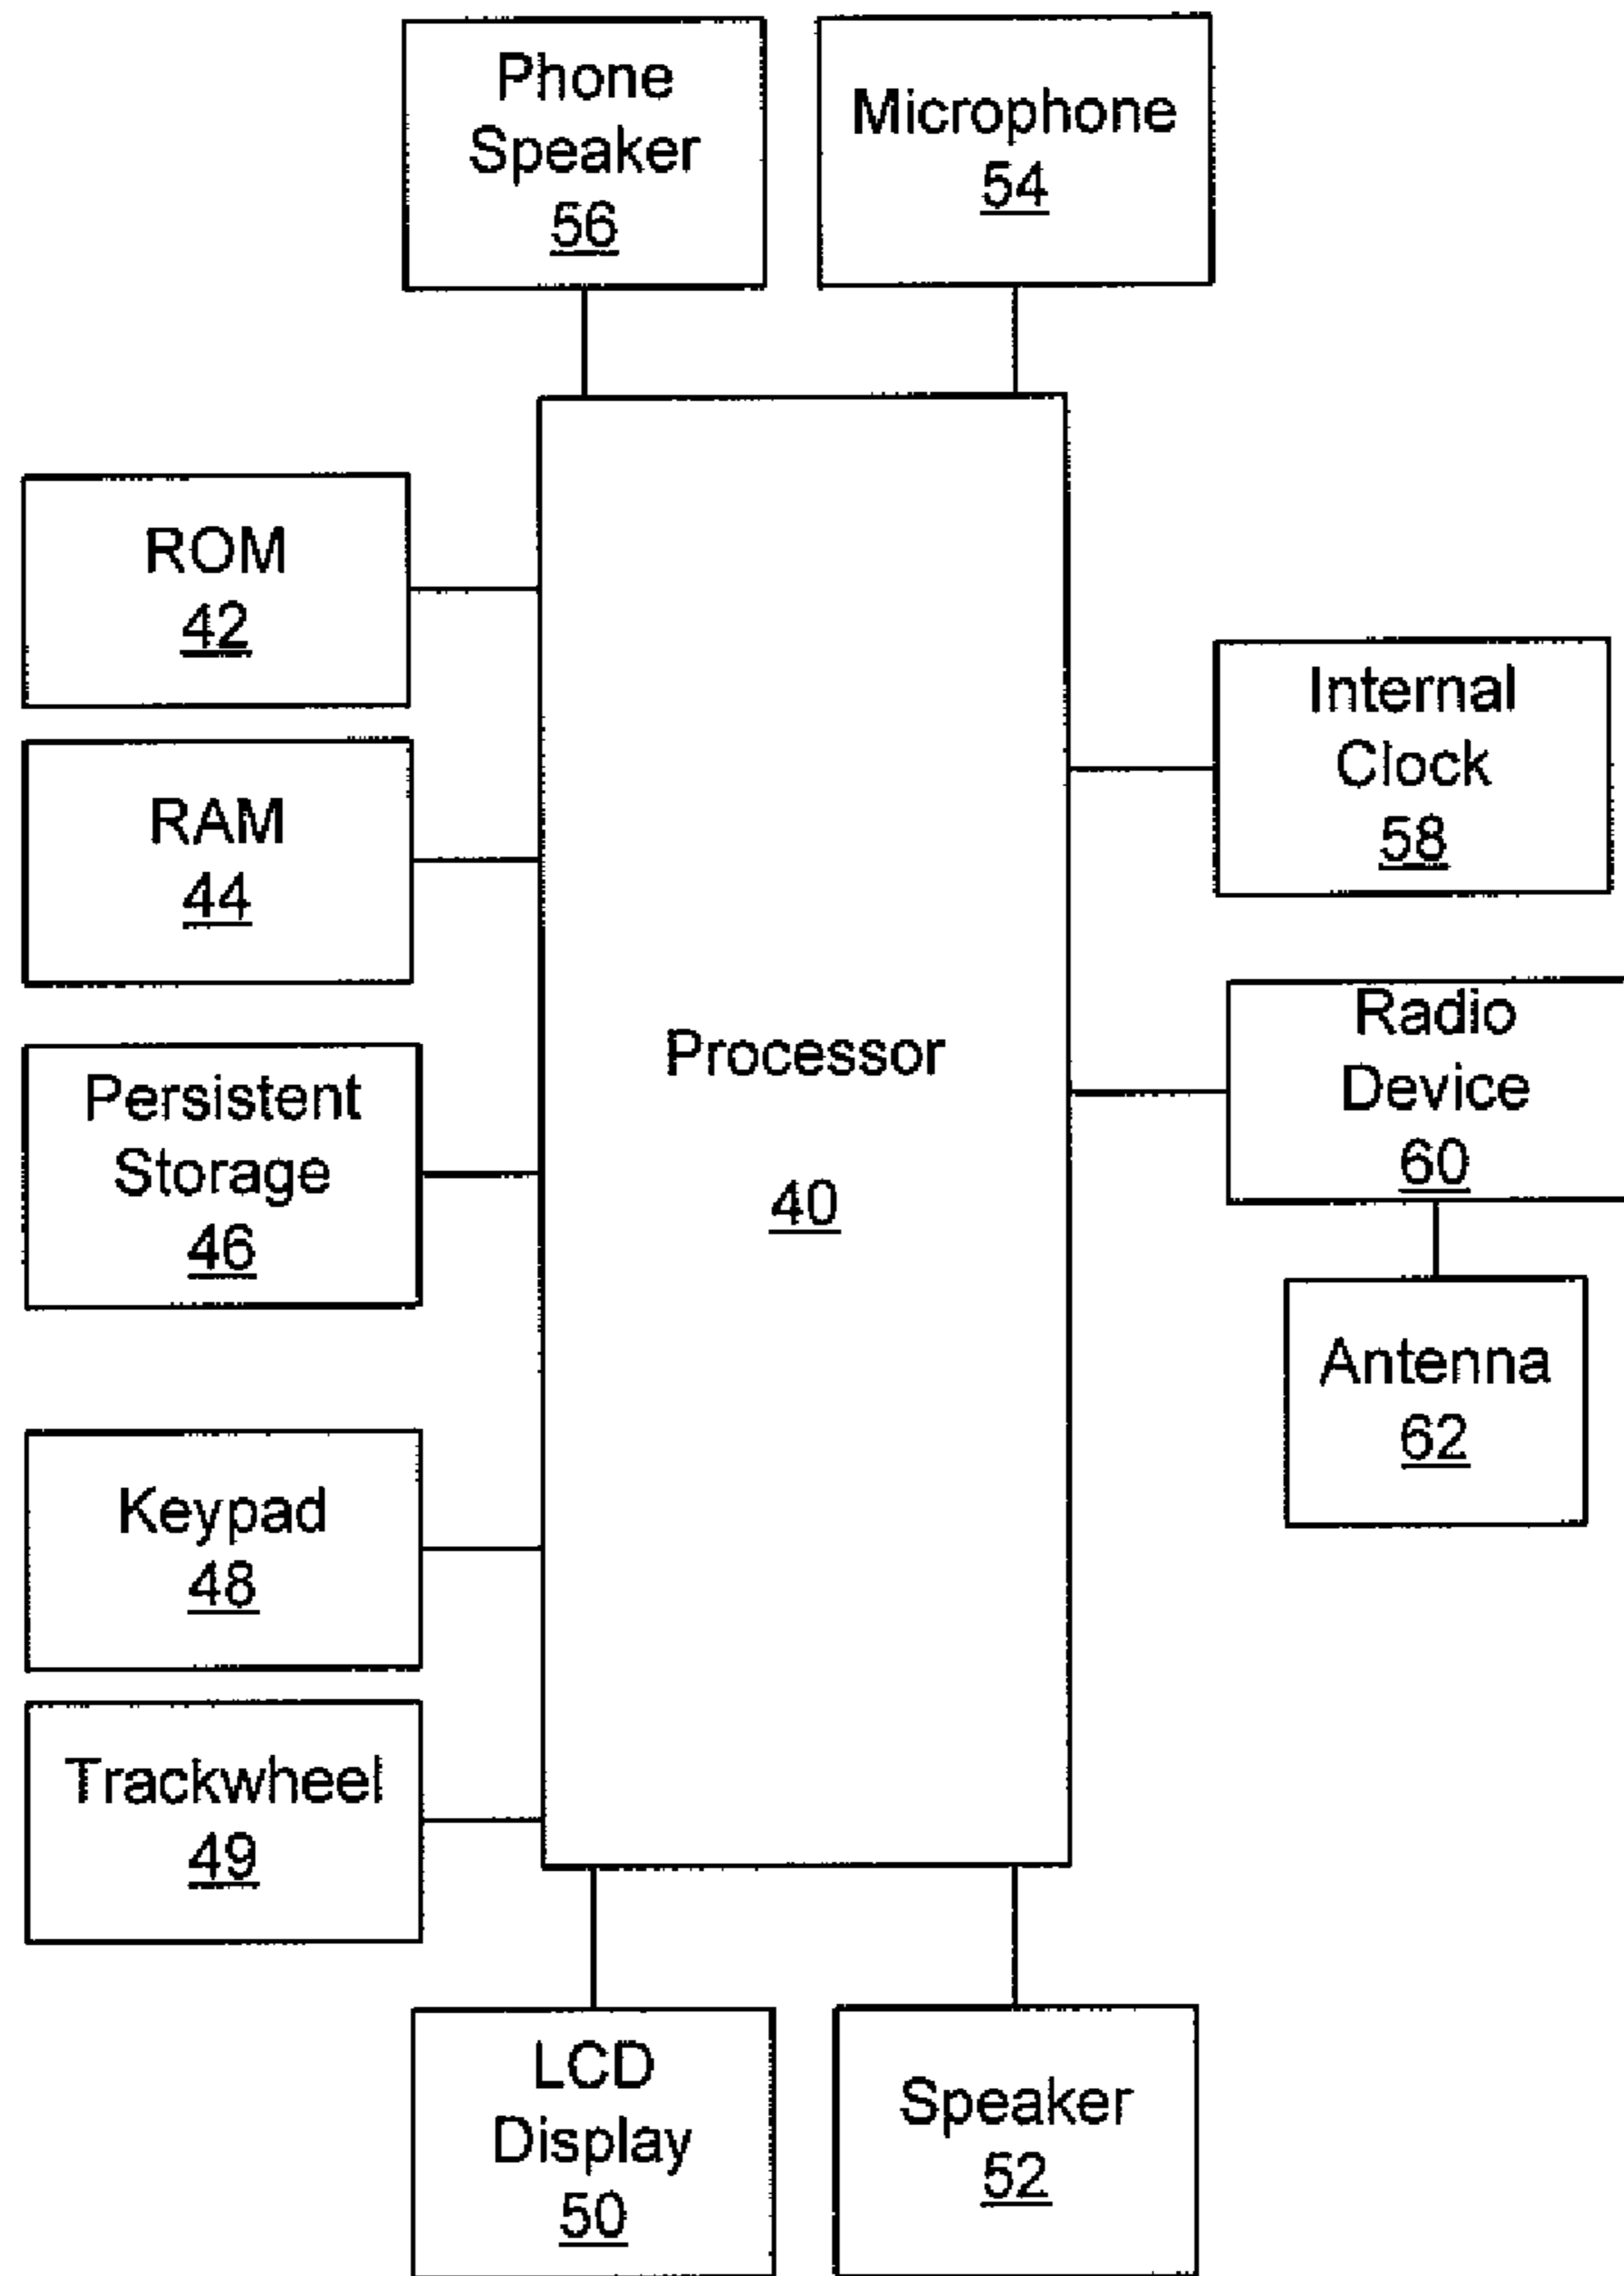 Phone
Speaker
56
Microphone
54
ROM
42
RAM
44
Persistent
Storage
46
Keypad
48
Trackwheel
49
Processor
40
Internal
Clock
58
Radio
Device
60
Antenna
62
LCD
Display
50
Speaker
52